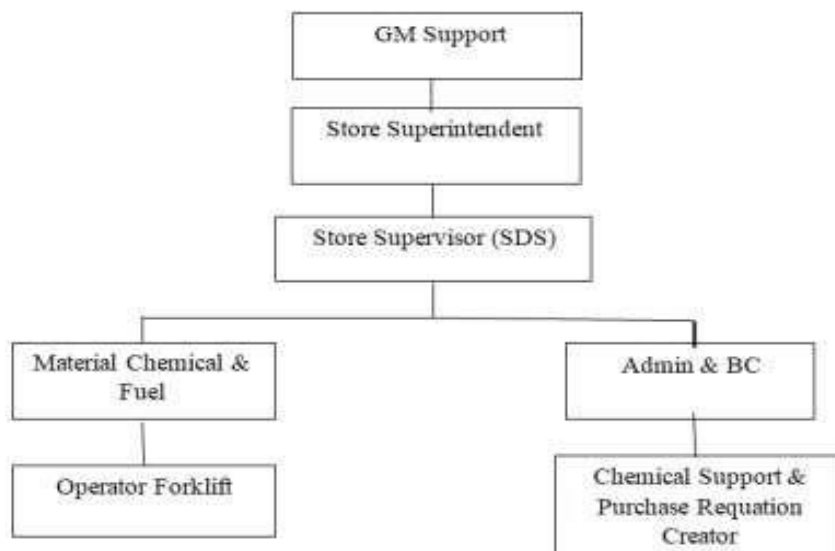 GM Support
Store Superintendent
Store Supervisor (SDS)
Material Chemical &
Fuel
Admin & BC
Operator Forklift
Chemical Support &
Purchase Requation
Creator